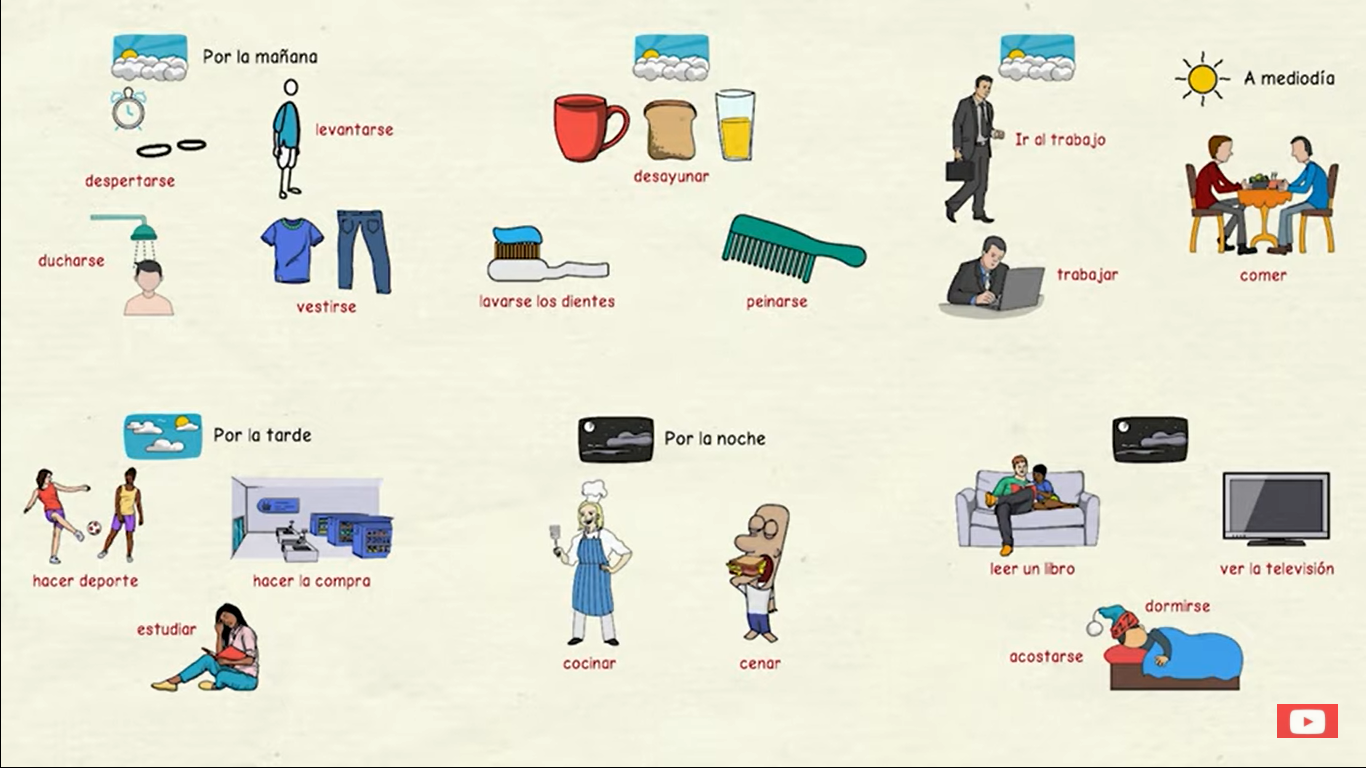 Por la mañana
levantarse
despertarse
ducharse
vestirse
desayunar
lavarse los dientes
peinarse
Ir al trabajo
trabajar
A mediodía
comer
Por la tarde
hacer deporte
hacer la compra
estudiar
Por la noche
cocinar
cenar
leer un libro
ver la televisión
dormirse
acostarse